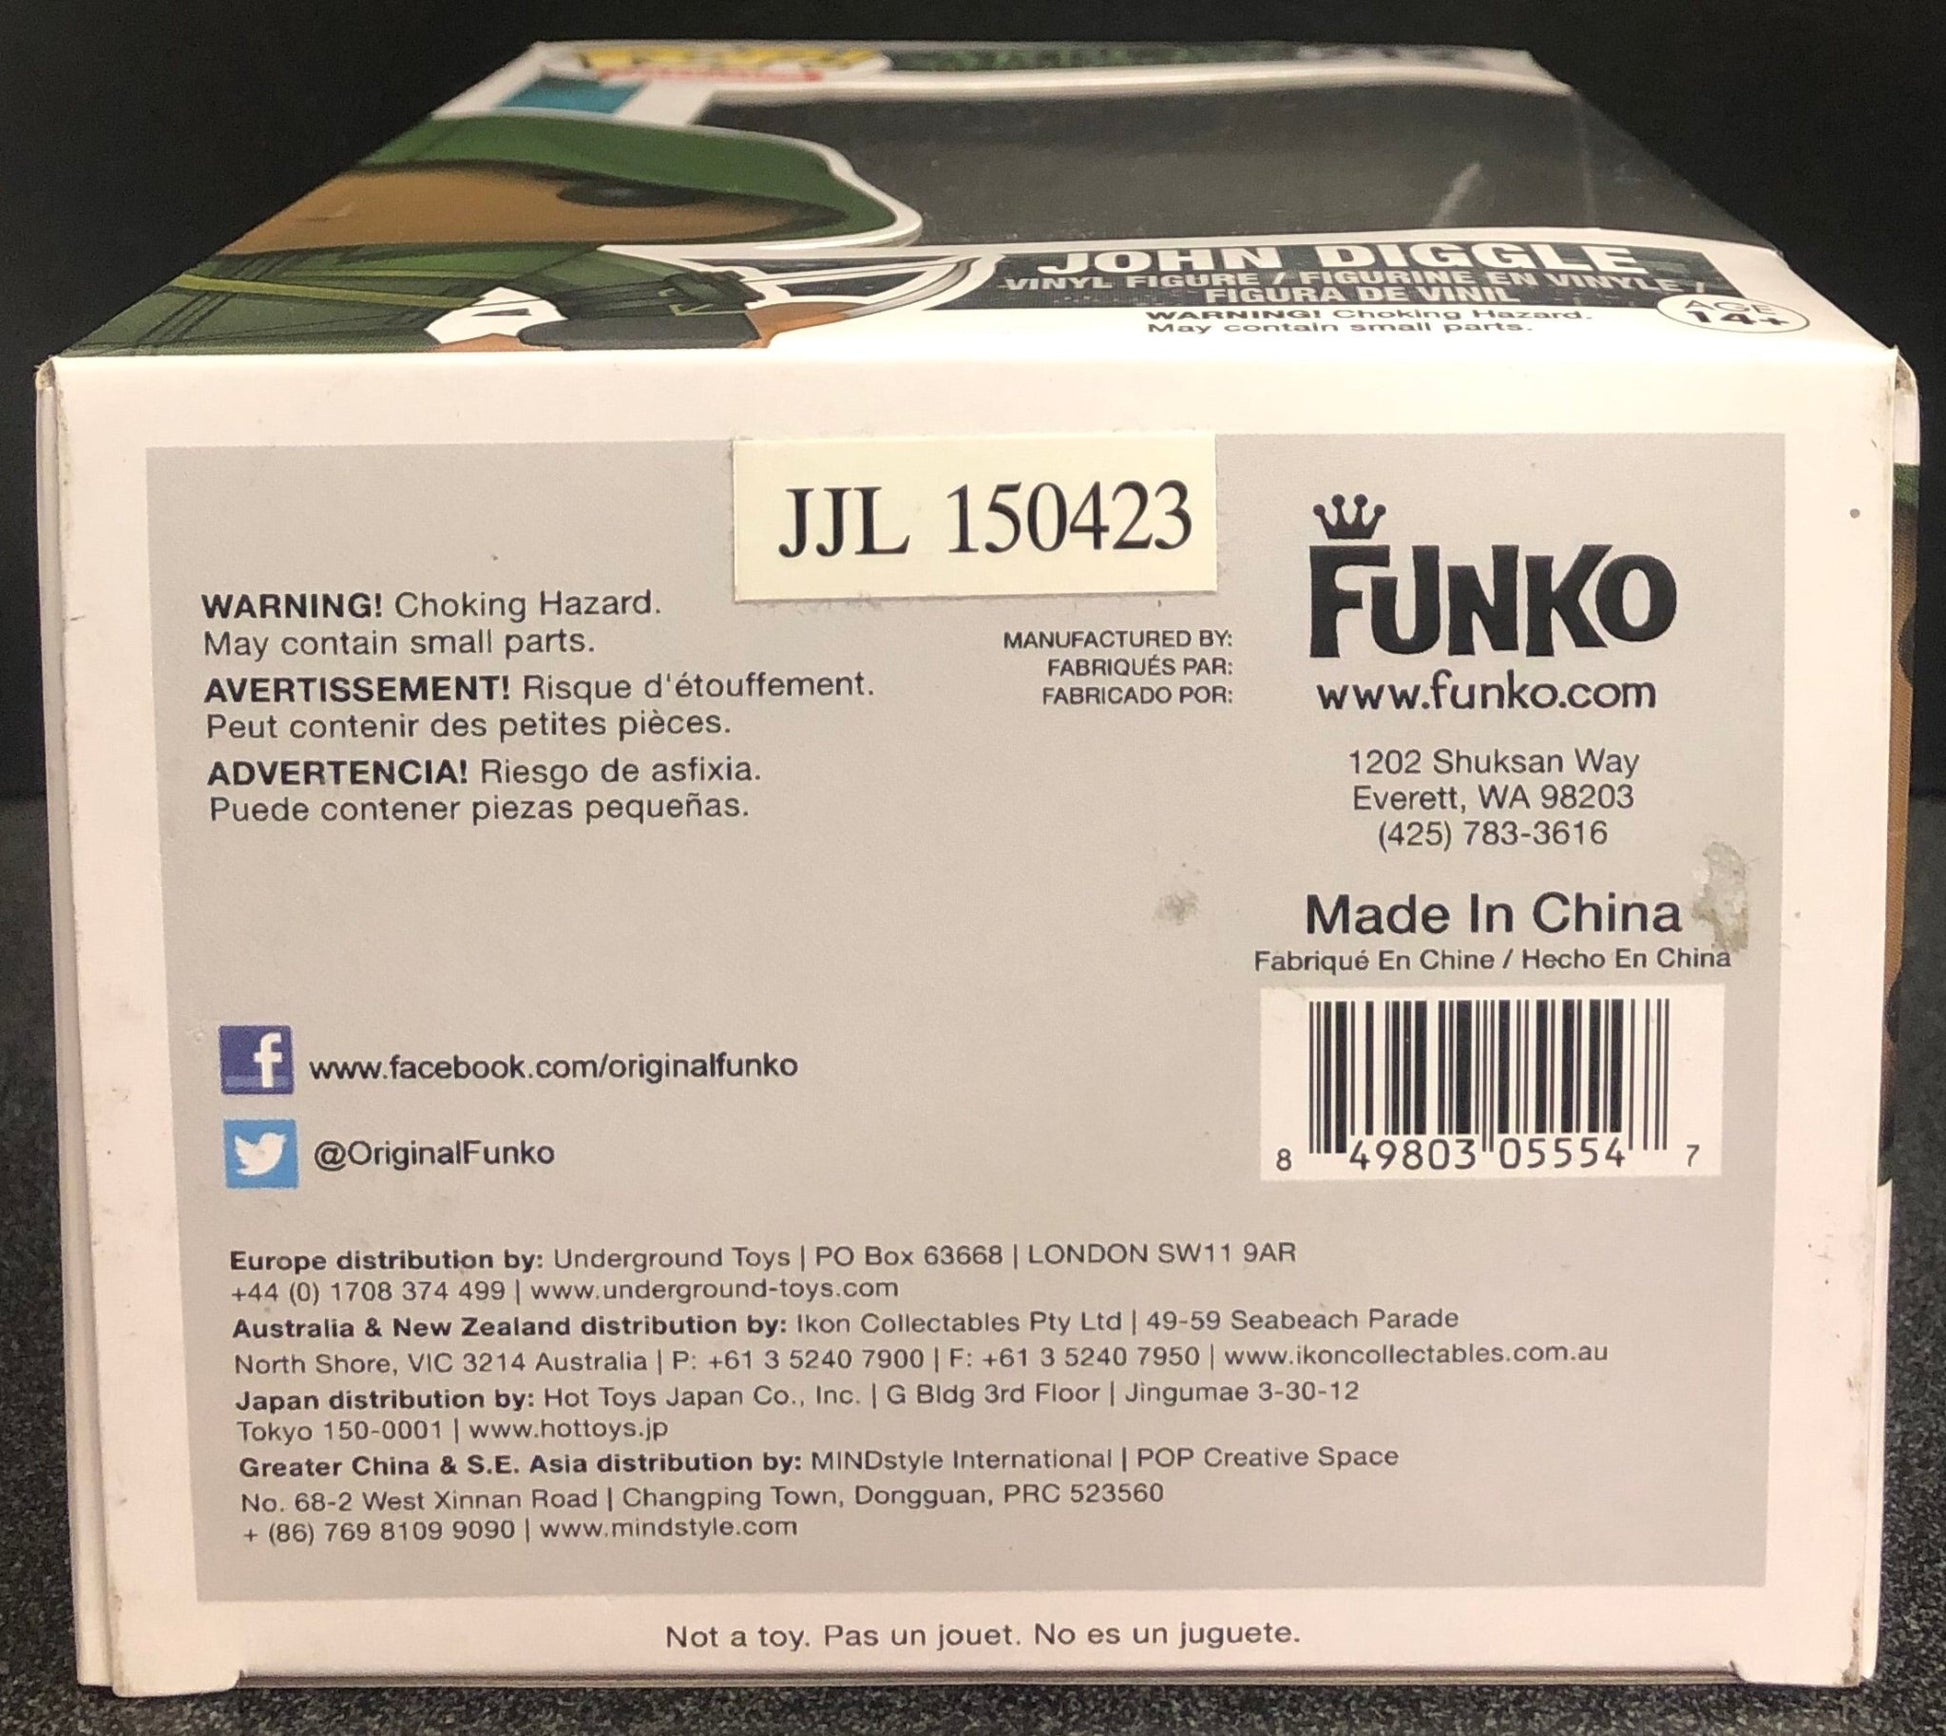 JOHN DIGGLE
VINYL FIGURE / FIGURINE EN VINYLE /
FIGURA DE VINIL
WARNING! Choking Hazard.
May contain small parts.
AGE
14+
JJL 150423
WARNING! Choking Hazard.
May contain small parts.
AVERTISSEMENT! Risque d'étouffement.
Peut contenir des petites pièces.
ADVERTENCIA! Riesgo de asfixia.
Puede contener piezas pequeñas.
MANUFACTURED BY:
FABRIQUÉS PAR:
FABRICADO POR:
FUNKO
www.funko.com
1202 Shuksan Way
Everett, WA 98203
(425) 783-3616
Made In China
Fabriqué En Chine / Hecho En China
8 49803 05554 7
f www.facebook.com/originalfunko
@OriginalFunko
Europe distribution by: Underground Toys | PO Box 63668 | LONDON SW11 9AR
+44 (0) 1708 374 499 | www.underground-toys.com
Australia & New Zealand distribution by: Ikon Collectables Pty Ltd | 49-59 Seabeach Parade
North Shore, VIC 3214 Australia | P: +61 3 5240 7900 | F: +61 3 5240 7950 | www.ikoncollectables.com.au
Japan distribution by: Hot Toys Japan Co., Inc. | G Bldg 3rd Floor | Jingumae 3-30-12
Tokyo 150-0001 | www.hottoys.jp
Greater China & S.E. Asia distribution by: MINDstyle International | POP Creative Space
No. 68-2 West Xinnan Road | Changping Town, Dongguan, PRC 523560
+ (86) 769 8109 9090 | www.mindstyle.com
Not a toy. Pas un jouet. No es un juguete.